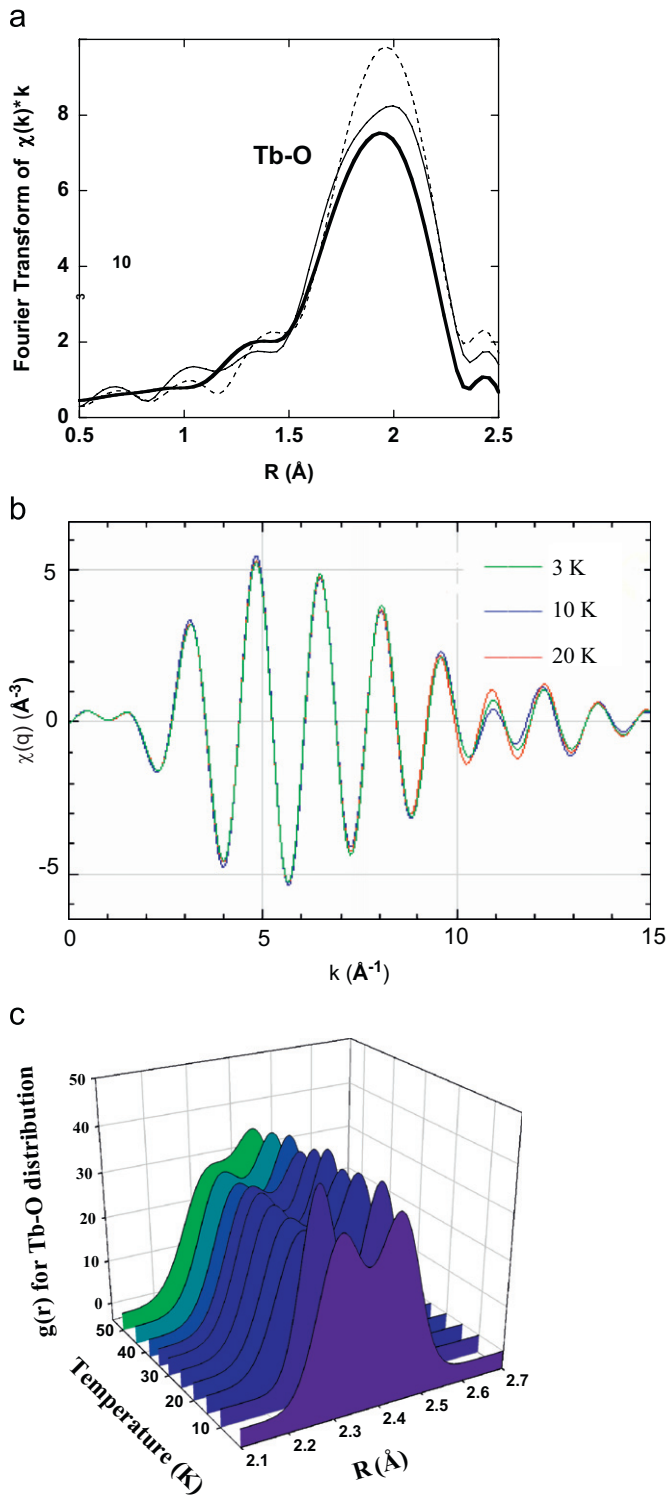 a
Fourier Transform of χ(k)*k
8
6
4
2
0
Tb-O
10
3
0.5 1 1.5 2 2.5
R (Å)
b
χ(q) (Å-3)
5
0
-5
3 K
10 K
20 K
0 5 10 15
k (Å-1)
c
g(r) for Tb-O distribution
50
40
30
20
10
0
50
40
30
20
10
Temperature (K)
2.1 2.2 2.3 2.4 2.5 2.6 2.7
R (Å)